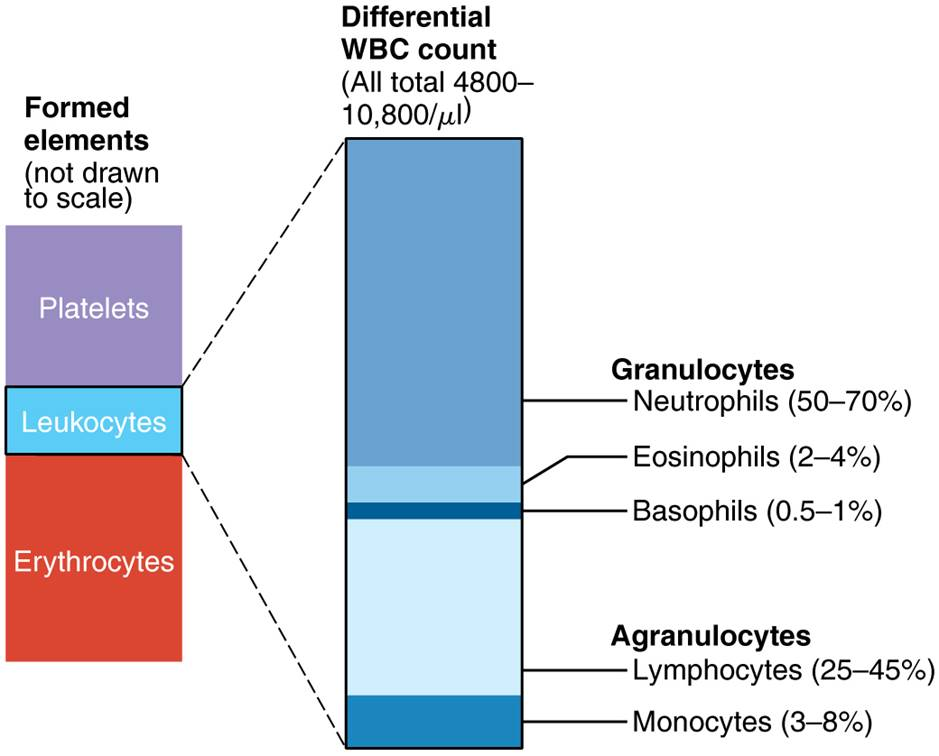 Differential
WBC count
(All total 4800–
10,800/µl)
Formed
elements
(not drawn
to scale)
Platelets
Leukocytes
Erythrocytes
Granulocytes
Neutrophils (50–70%)
Eosinophils (2–4%)
Basophils (0.5–1%)
Agranulocytes
Lymphocytes (25–45%)
Monocytes (3–8%)